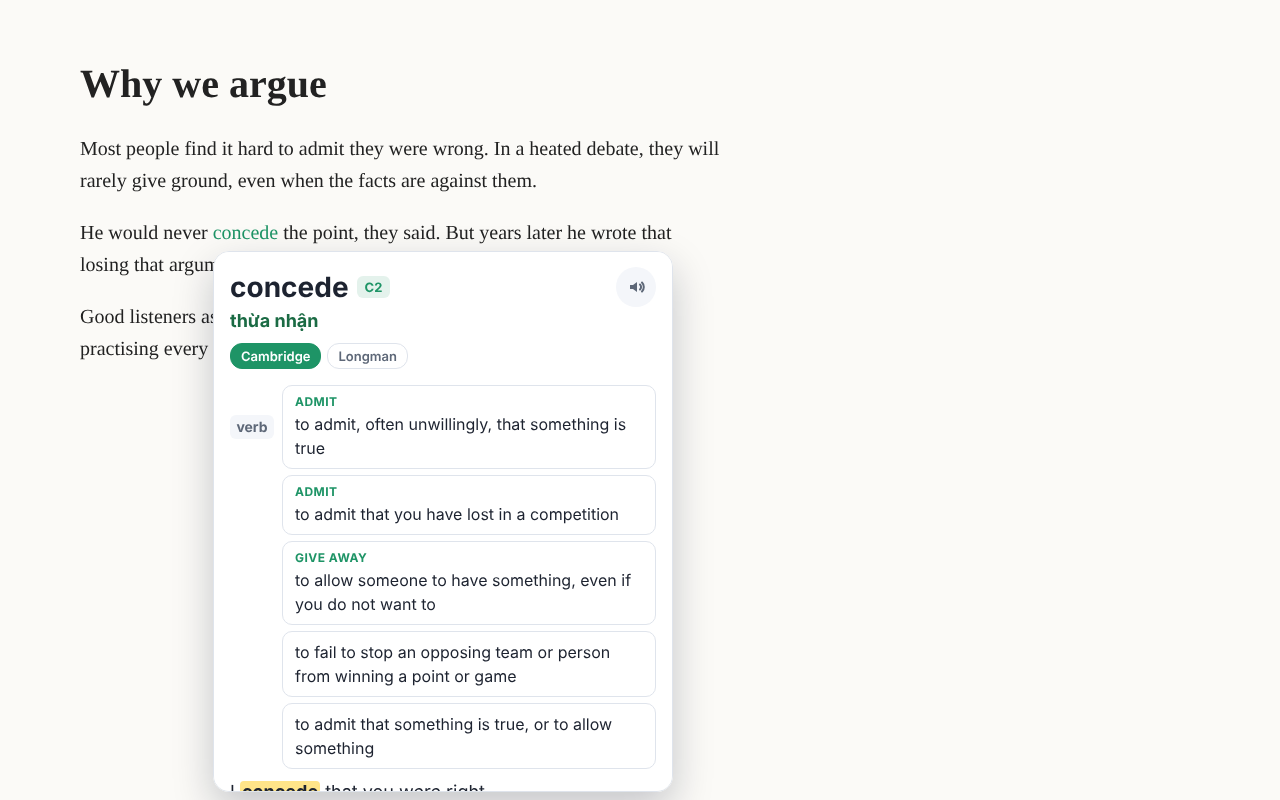 Why we argue
Most people find it hard to admit they were wrong. In a heated debate, they will
rarely give ground, even when the facts are against them.
He would never concede the point, they said. But years later he wrote that
losing that argum
Good listeners as
practising every
concede C2
thừa nhận
Cambridge Longman
verb
ADMIT
to admit, often unwillingly, that something is
true
ADMIT
to admit that you have lost in a competition
GIVE AWAY
to allow someone to have something, even if
you do not want to
to fail to stop an opposing team or person
from winning a point or game
to admit that something is true, or to allow
something
I concede that you were right